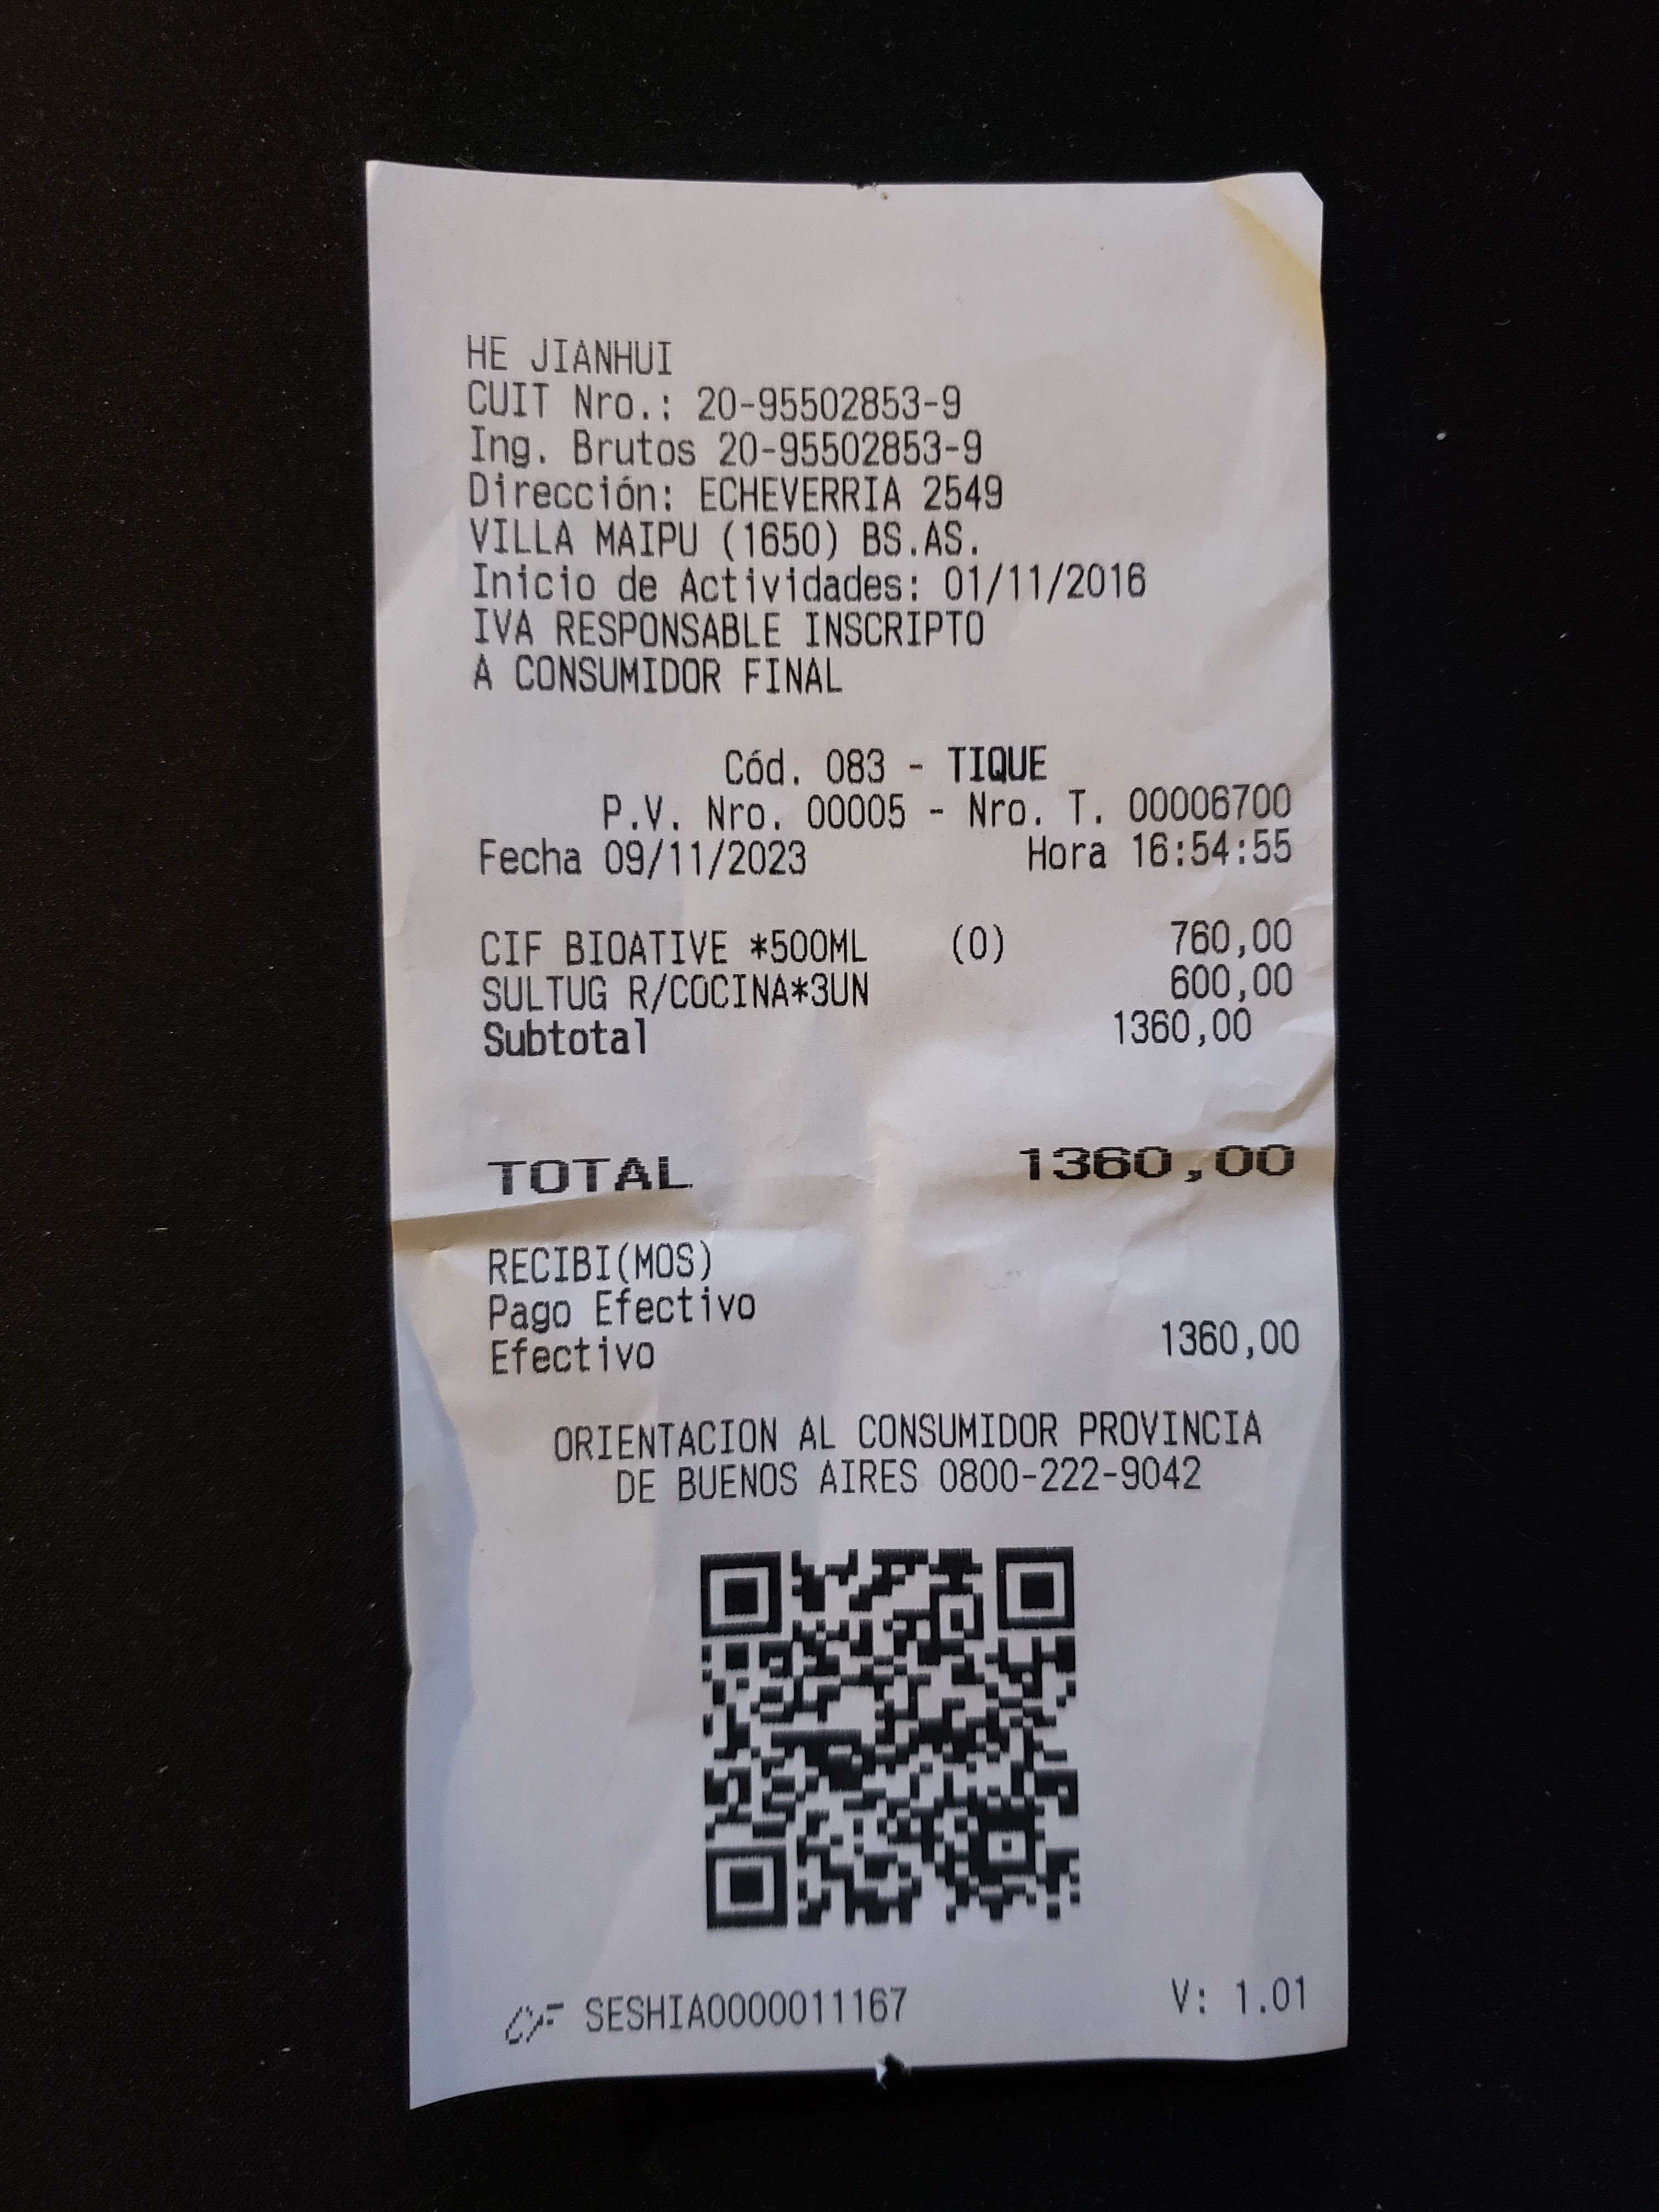 HE JIANHUI
CUIT Nro.: 20-95502853-9
Ing. Brutos 20-95502853-9
Dirección: ECHEVERRIA 2549
VILLA MAIPU (1650) BS.AS.
Inicio de Actividades: 01/11/2016
IVA RESPONSABLE INSCRIPTO
A CONSUMIDOR FINAL
Cód. 083 - TIQUE
P.V. Nro. 00005 - Nro. T. 00006700
Fecha 09/11/2023 Hora 16:54:55
CIF BIOATIVE *500ML (0) 760,00
SULTUG R/COCINA*3UN 600,00
Subtotal 1360,00
TOTAL 1360,00
RECIBI(MOS)
Pago Efectivo
Efectivo 1360,00
ORIENTACION AL CONSUMIDOR PROVINCIA
DE BUENOS AIRES 0800-222-9042
CF SESHIA0000011167 V: 1.01